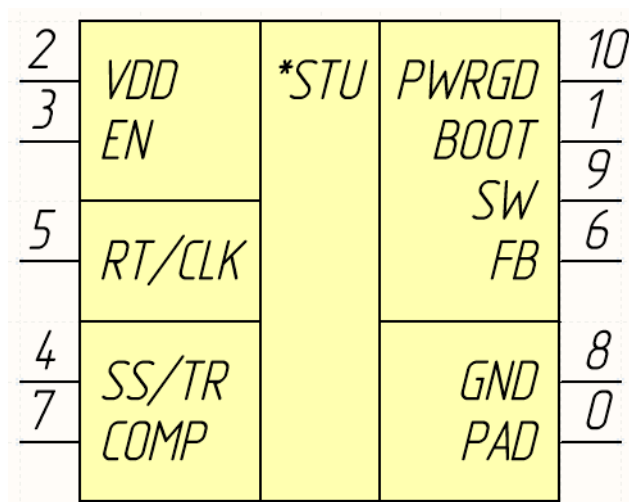 2 VDD *STU PWRGD 10
3 EN BOOT 1
SW 9
5 RT/CLK FB 6
4 SS/TR GND 8
7 COMP PAD 0